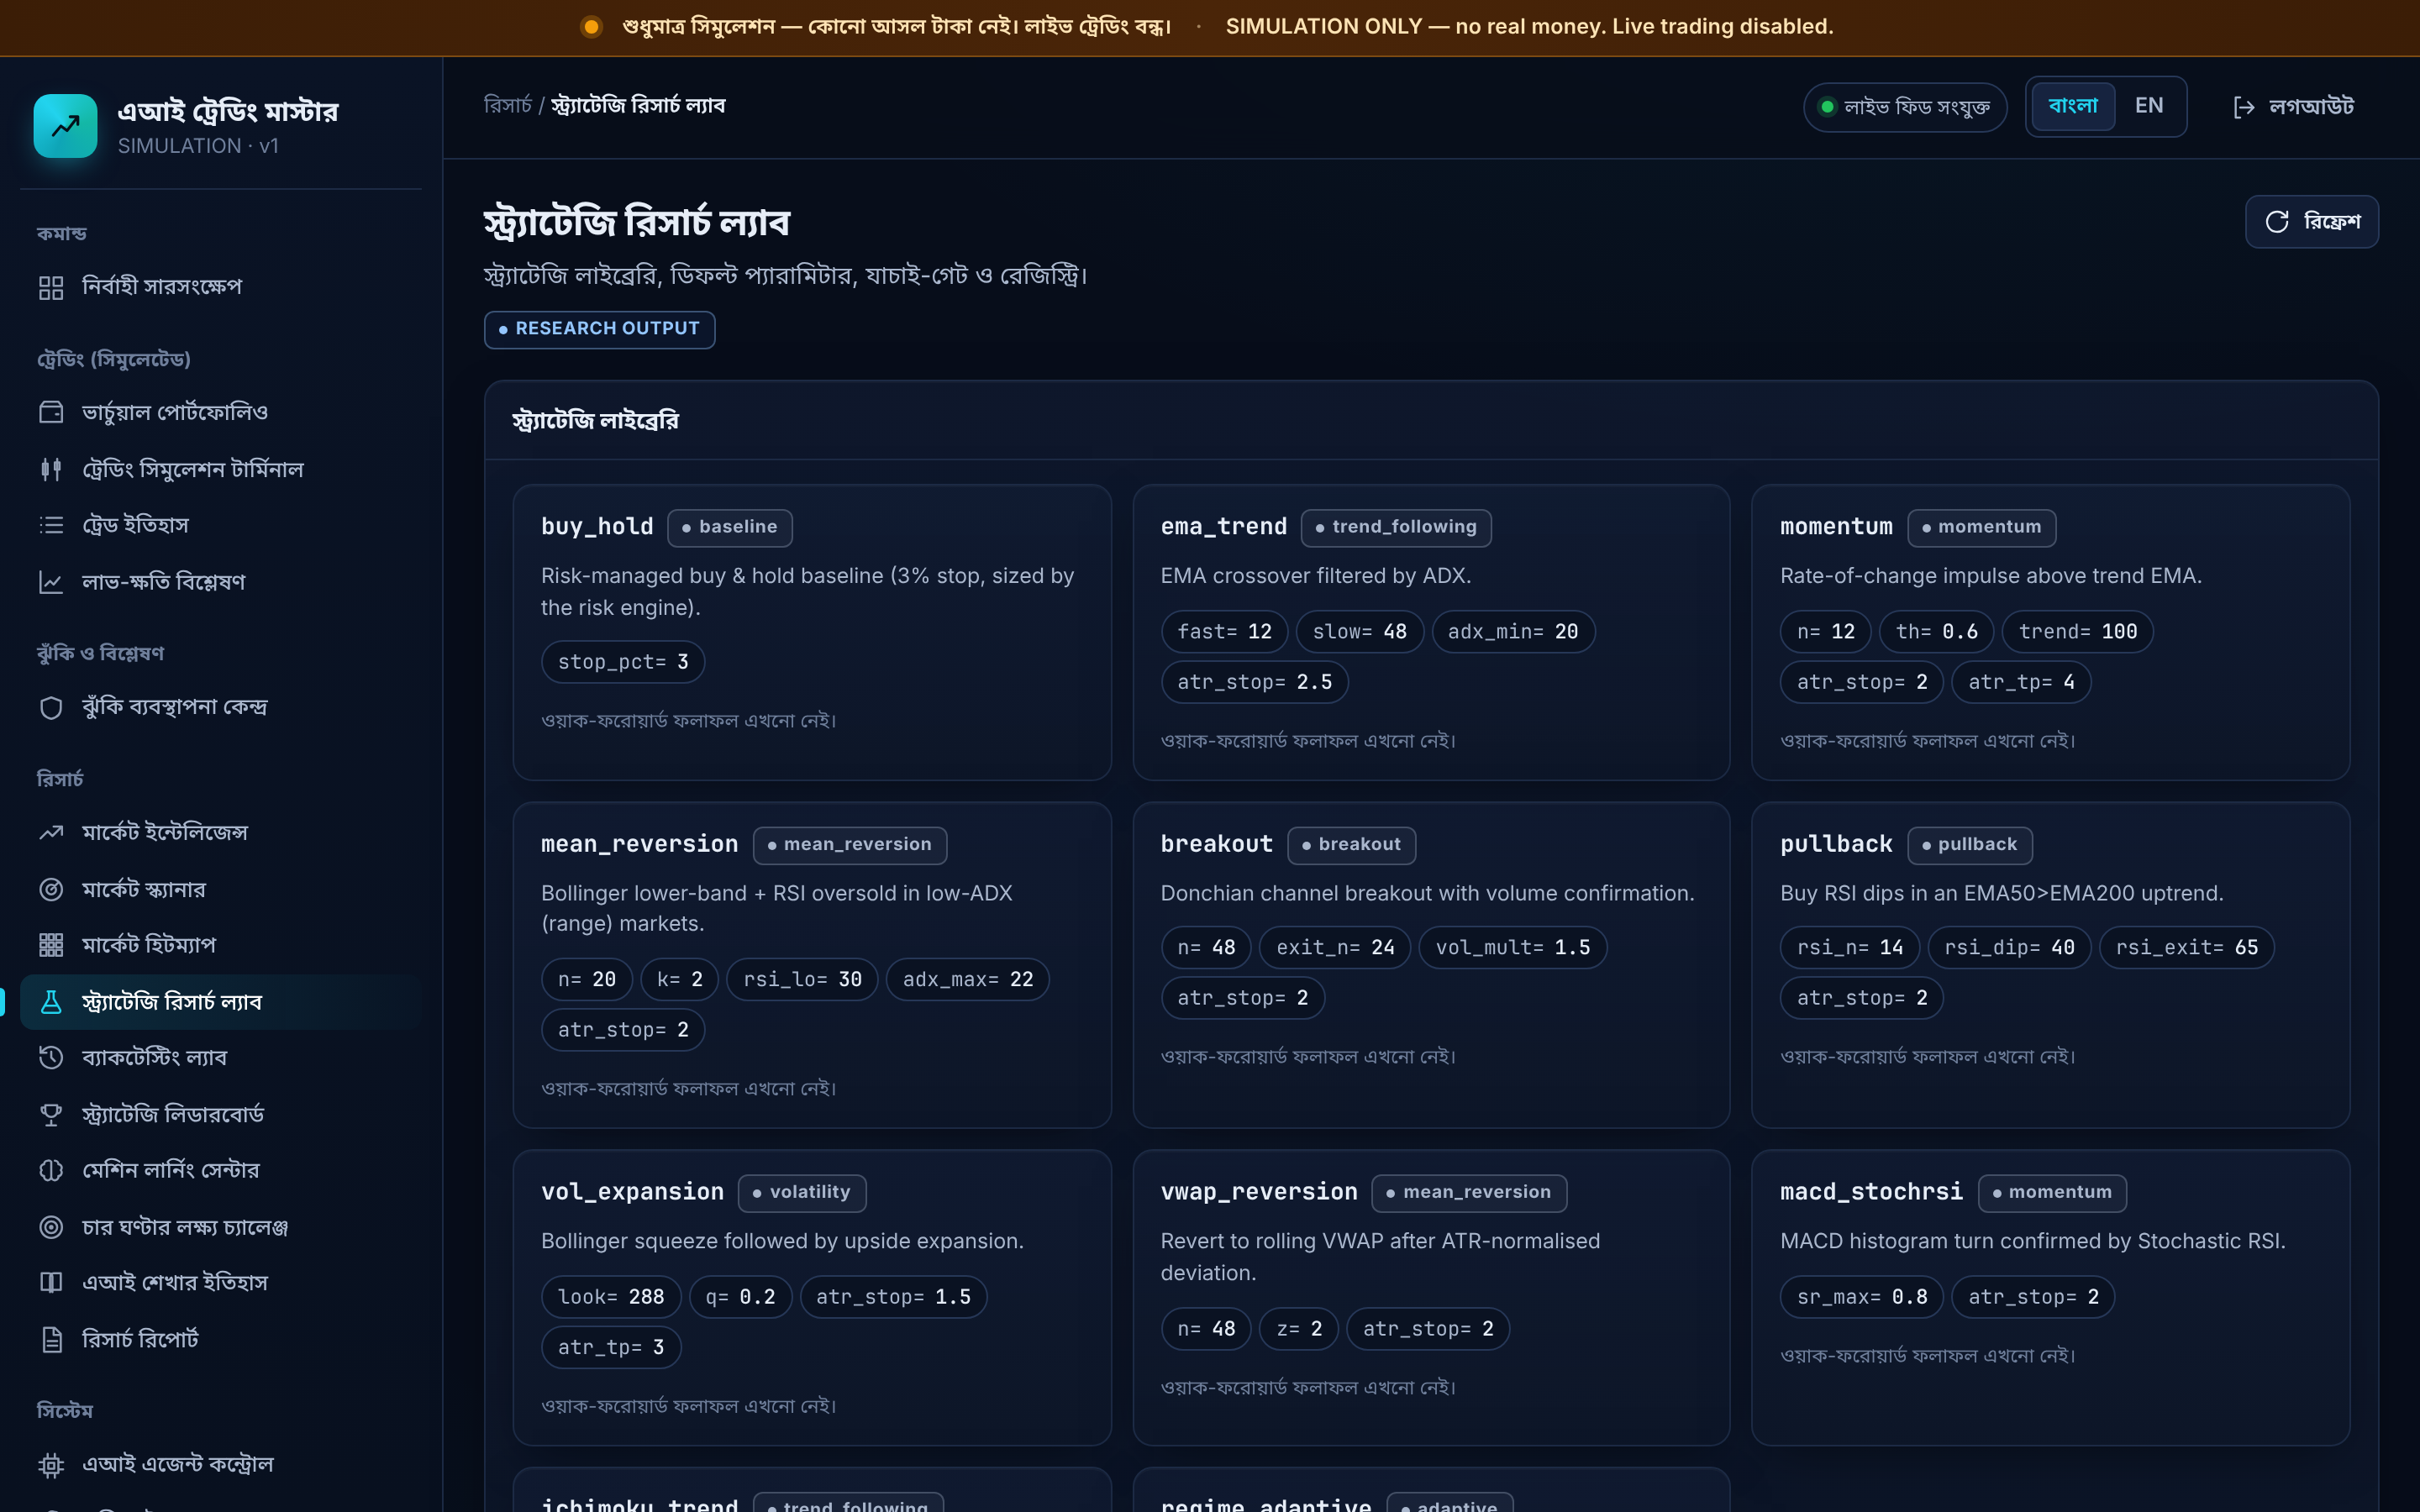 শুধুমাত্র সিমুলেশন — কোনো আসল টাকা নেই। লাইভ ট্রেডিং বন্ধ। · SIMULATION ONLY — no real money. Live trading disabled.
এআই ট্রেডিং মাস্টার
SIMULATION · v1
কমান্ড
নির্বাহী সারসংক্ষেপ
ট্রেডিং (সিমুলেটেড)
ভার্চুয়াল পোর্টফোলিও
ট্রেডিং সিমুলেশন টার্মিনাল
ট্রেড ইতিহাস
লাভ-ক্ষতি বিশ্লেষণ
ঝুঁকি ও বিশ্লেষণ
ঝুঁকি ব্যবস্থাপনা কেন্দ্র
রিসার্চ
মার্কেট ইন্টেলিজেন্স
মার্কেট স্ক্যানার
মার্কেট হিটম্যাপ
স্ট্র্যাটেজি রিসার্চ ল্যাব
ব্যাকটেস্টিং ল্যাব
স্ট্র্যাটেজি লিডারবোর্ড
মেশিন লার্নিং সেন্টার
চার ঘণ্টার লক্ষ্য চ্যালেঞ্জ
এআই শেখার ইতিহাস
রিসার্চ রিপোর্ট
সিস্টেম
এআই এজেন্ট কন্ট্রোল
রিসার্চ / স্ট্র্যাটেজি রিসার্চ ল্যাব
লাইভ ফিড সংযুক্ত
বাংলা EN
লগআউট
স্ট্র্যাটেজি রিসার্চ ল্যাব
রিফ্রেশ
স্ট্র্যাটেজি লাইব্রেরি, ডিফল্ট প্যারামিটার, যাচাই-গেট ও রেজিস্ট্রি।
RESEARCH OUTPUT
স্ট্র্যাটেজি লাইব্রেরি
buy_hold baseline
Risk-managed buy & hold baseline (3% stop, sized by
the risk engine).
stop_pct= 3
ওয়াক-ফরোয়ার্ড ফলাফল এখনো নেই।
ema_trend trend_following
EMA crossover filtered by ADX.
fast= 12 slow= 48 adx_min= 20
atr_stop= 2.5
ওয়াক-ফরোয়ার্ড ফলাফল এখনো নেই।
momentum momentum
Rate-of-change impulse above trend EMA.
n= 12 th= 0.6 trend= 100
atr_stop= 2 atr_tp= 4
ওয়াক-ফরোয়ার্ড ফলাফল এখনো নেই।
mean_reversion mean_reversion
Bollinger lower-band + RSI oversold in low-ADX
(range) markets.
n= 20 k= 2 rsi_lo= 30 adx_max= 22
atr_stop= 2
ওয়াক-ফরোয়ার্ড ফলাফল এখনো নেই।
breakout breakout
Donchian channel breakout with volume confirmation.
n= 48 exit_n= 24 vol_mult= 1.5
atr_stop= 2
ওয়াক-ফরোয়ার্ড ফলাফল এখনো নেই।
pullback pullback
Buy RSI dips in an EMA50>EMA200 uptrend.
rsi_n= 14 rsi_dip= 40 rsi_exit= 65
atr_stop= 2
ওয়াক-ফরোয়ার্ড ফলাফল এখনো নেই।
vol_expansion volatility
Bollinger squeeze followed by upside expansion.
look= 288 q= 0.2 atr_stop= 1.5
atr_tp= 3
ওয়াক-ফরোয়ার্ড ফলাফল এখনো নেই।
vwap_reversion mean_reversion
Revert to rolling VWAP after ATR-normalised
deviation.
n= 48 z= 2 atr_stop= 2
ওয়াক-ফরোয়ার্ড ফলাফল এখনো নেই।
macd_stochrsi momentum
MACD histogram turn confirmed by Stochastic RSI.
sr_max= 0.8 atr_stop= 2
ওয়াক-ফরোয়ার্ড ফলাফল এখনো নেই।
ichimoku_trend trend_following
regime_adaptive adaptive